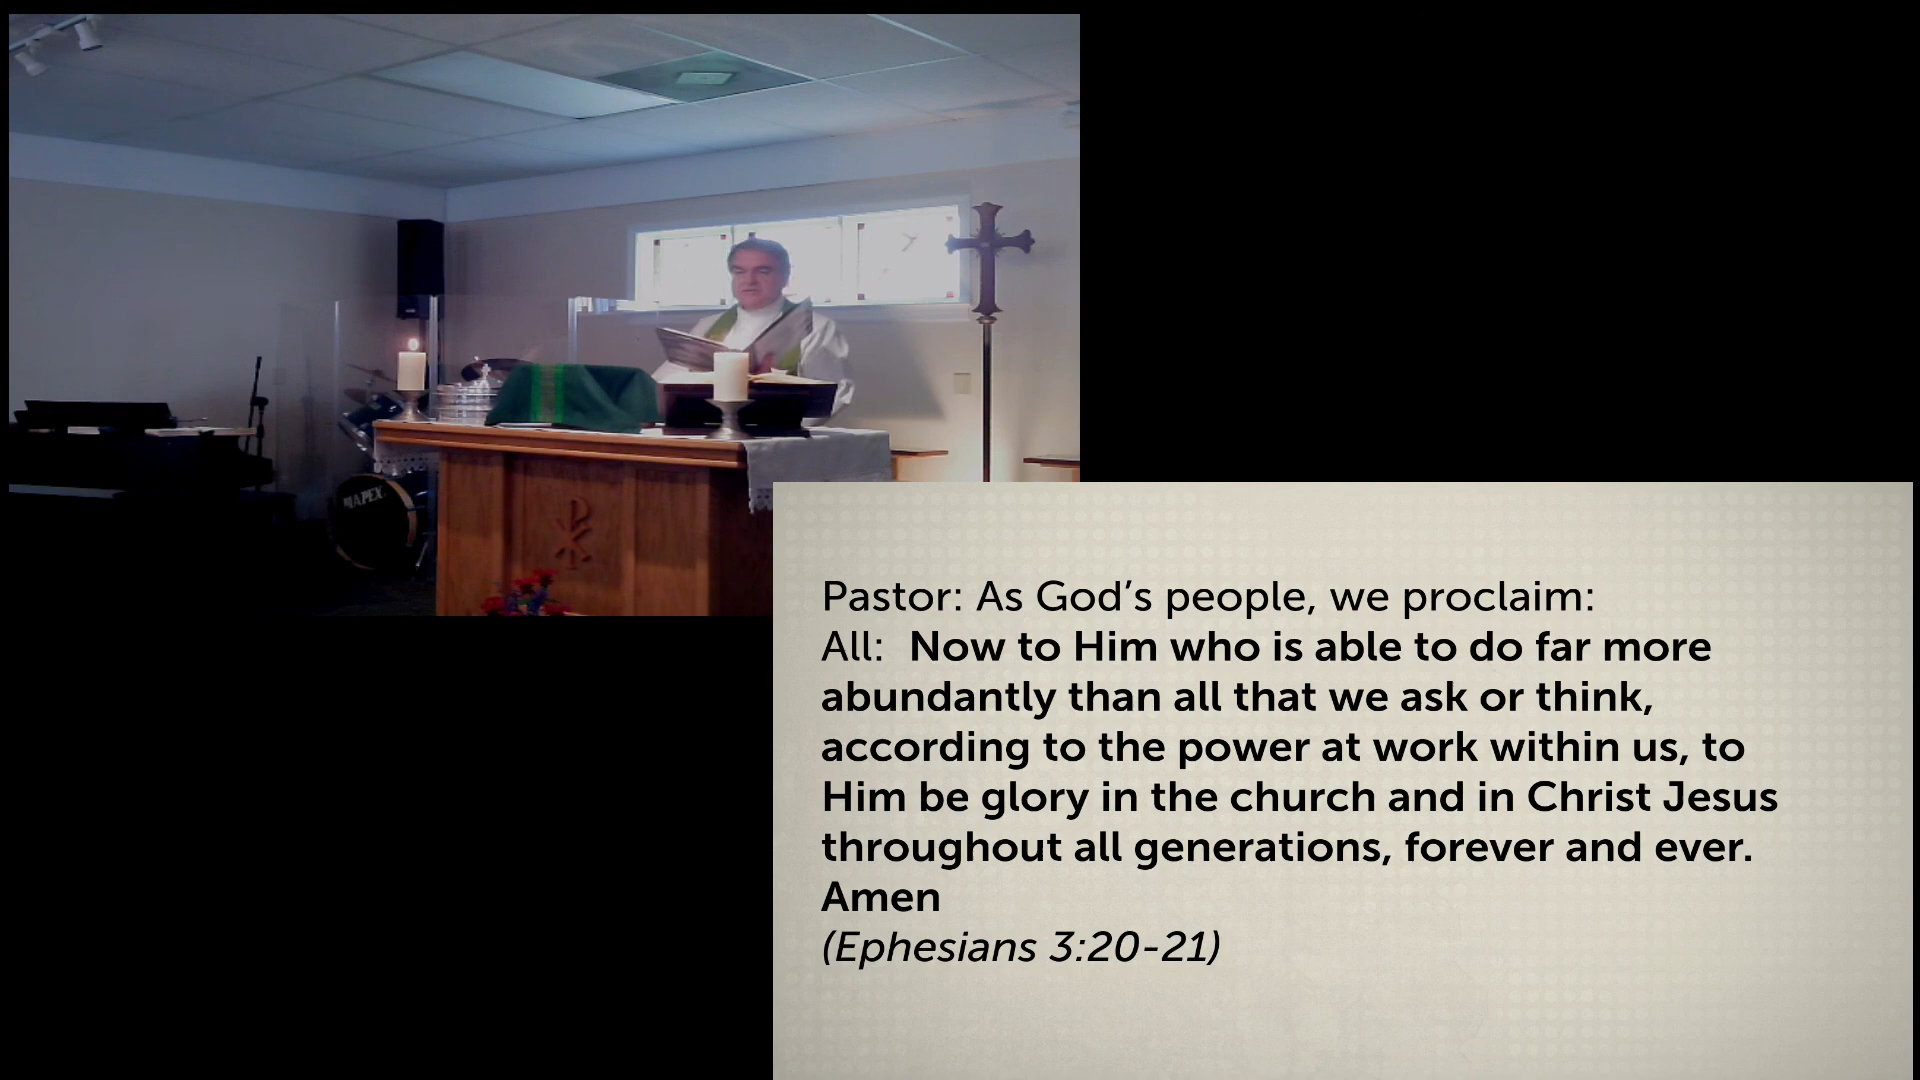 MAPEX
Pastor: As God’s people, we proclaim:
All:  Now to Him who is able to do far more
abundantly than all that we ask or think,
according to the power at work within us, to
Him be glory in the church and in Christ Jesus
throughout all generations, forever and ever.
Amen
(Ephesians 3:20-21)